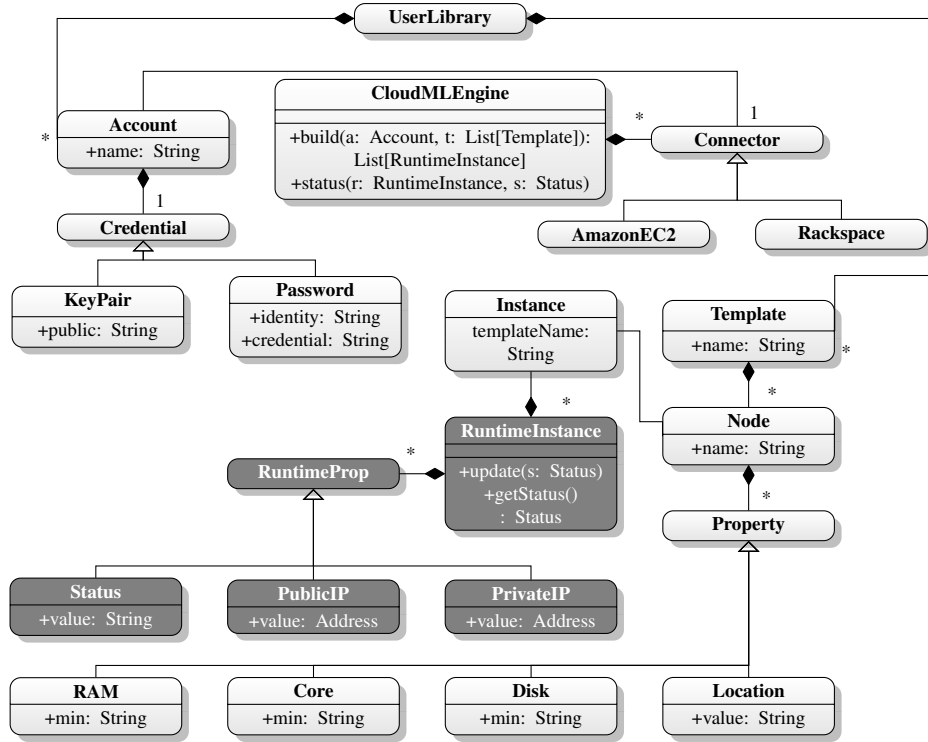 UserLibrary
*
Account
+name: String
1
Credential
KeyPair
+public: String
Password
+identity: String
+credential: String
CloudMLEngine
+build(a: Account, t: List[Template]):
List[RuntimeInstance]
+status(r: RuntimeInstance, s: Status)
*
1
Connector
AmazonEC2
Rackspace
Instance
templateName:
String
*
Template
+name: String
*
*
Node
+name: String
*
Property
RuntimeInstance
+update(s: Status)
+getStatus()
: Status
*
RuntimeProp
Status
+value: String
PublicIP
+value: Address
PrivateIP
+value: Address
RAM
+min: String
Core
+min: String
Disk
+min: String
Location
+value: String